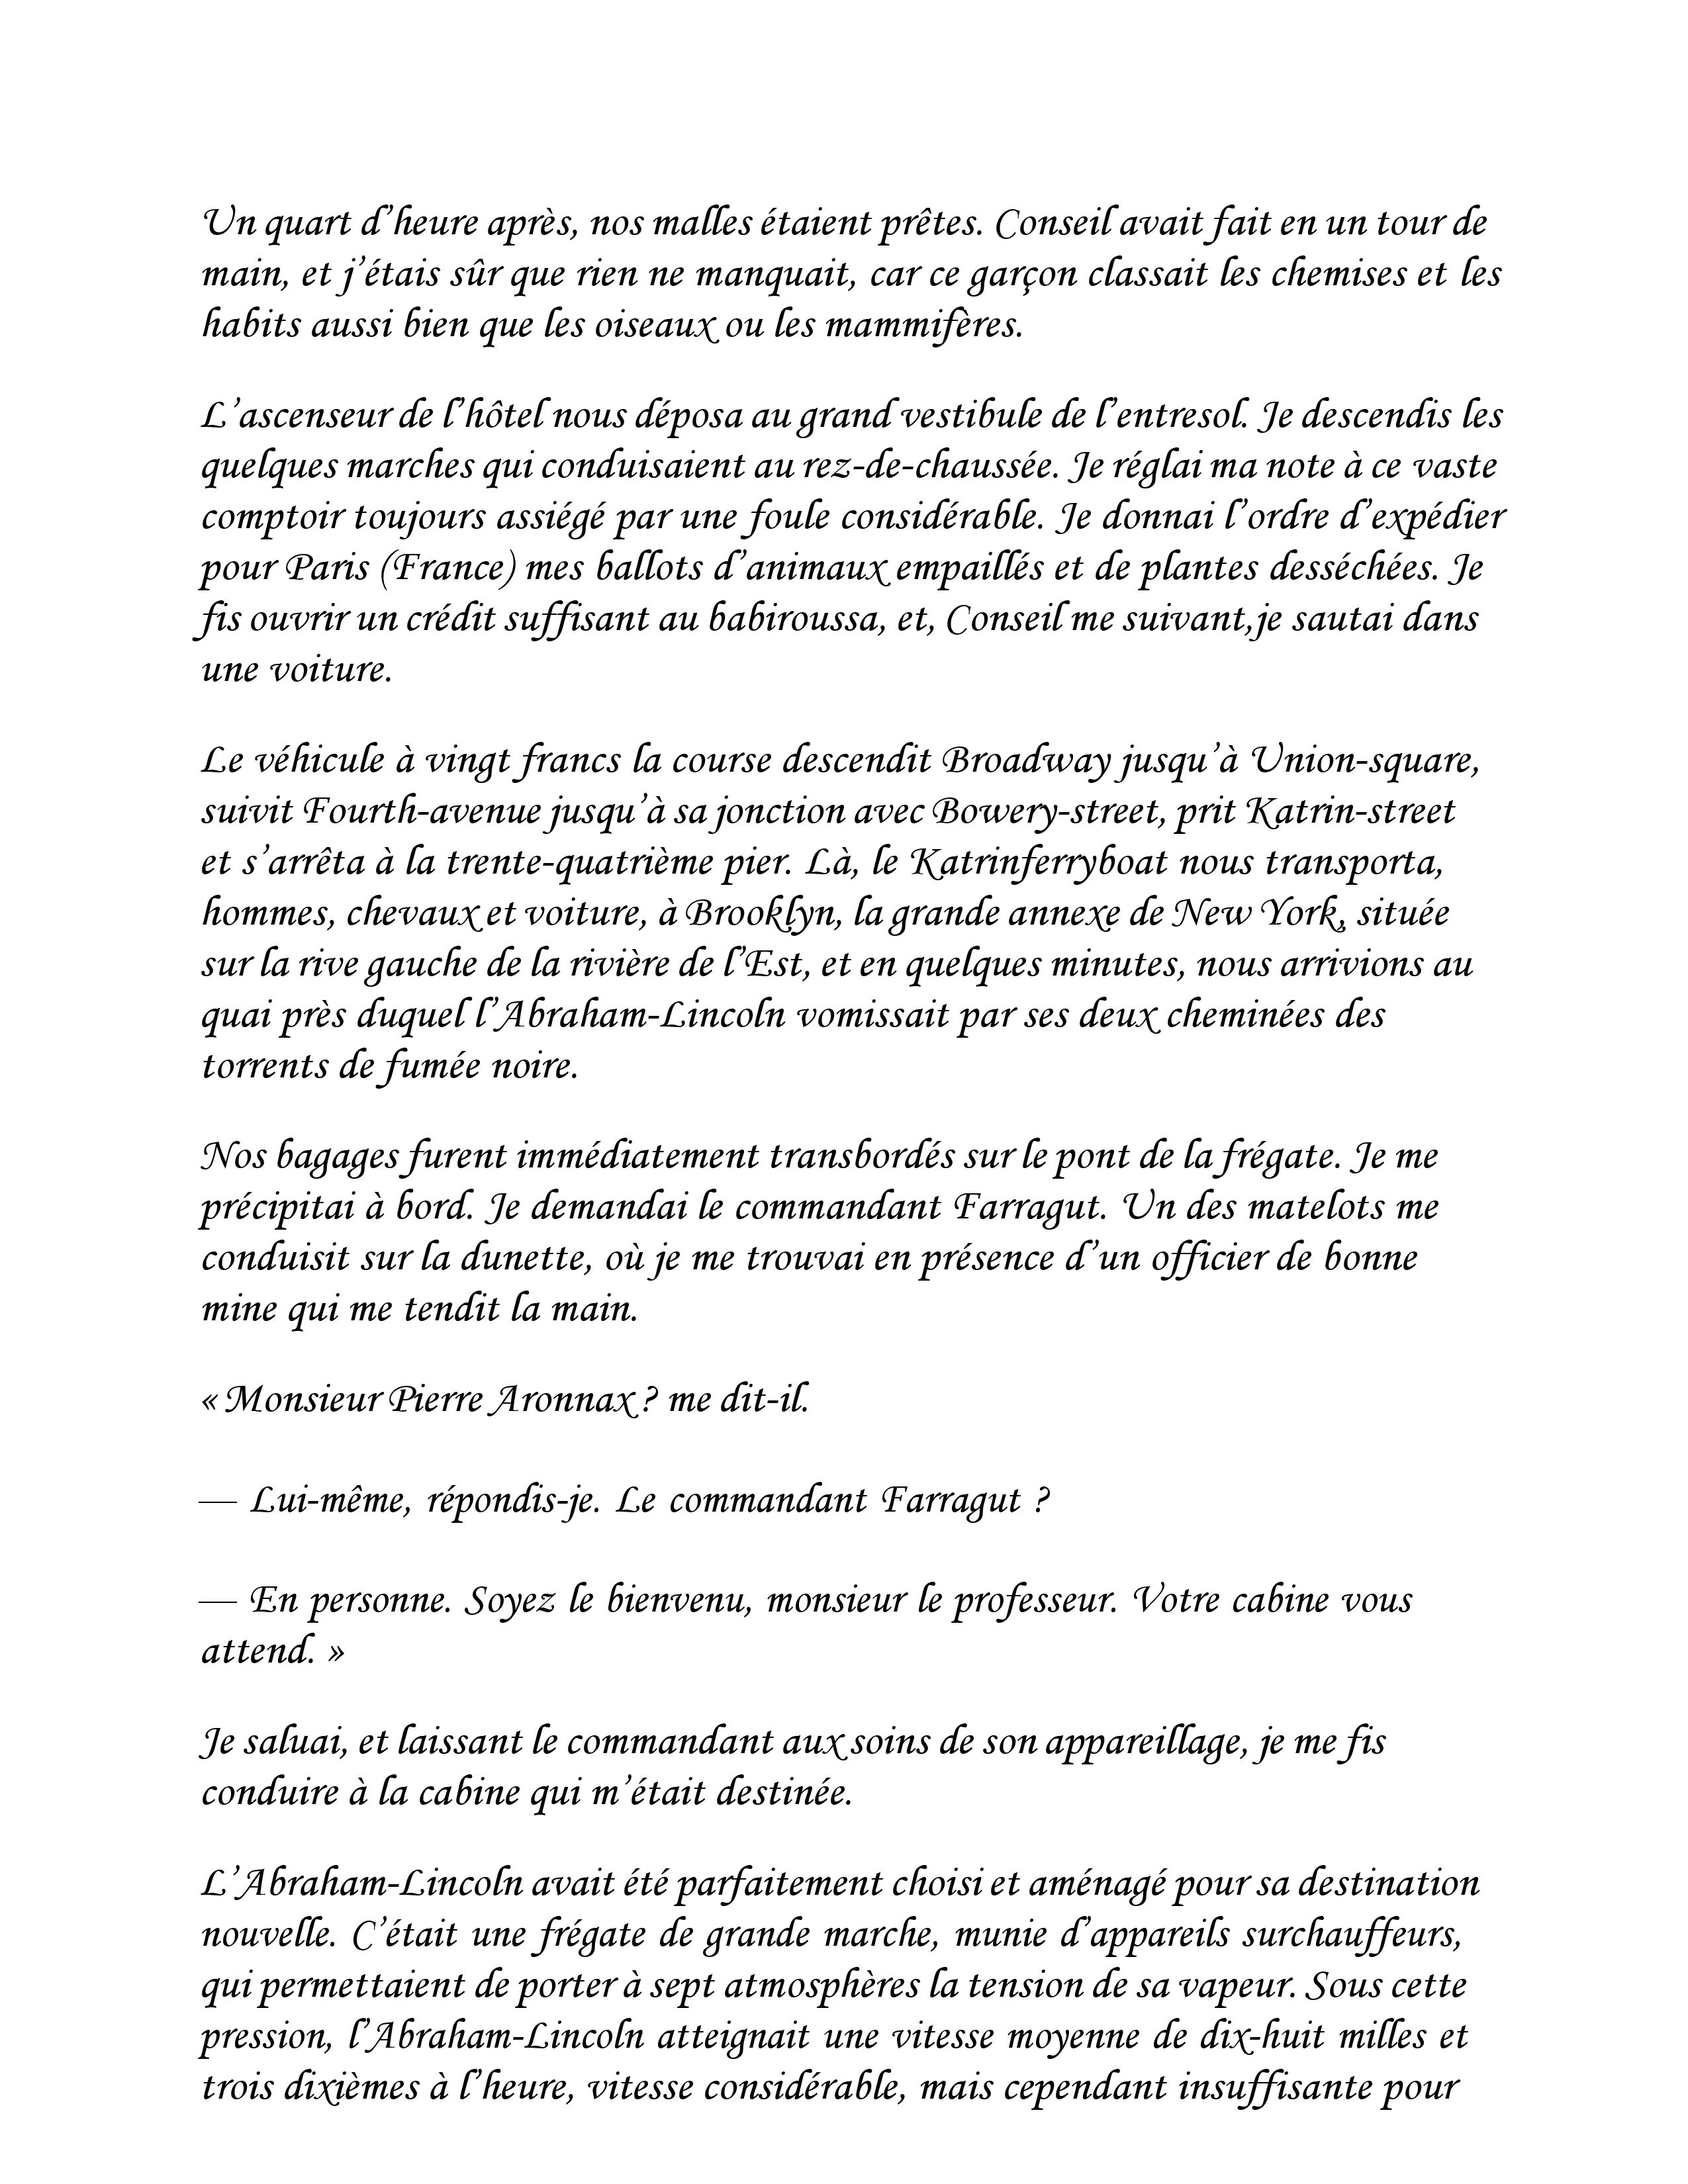 Un quart d’heure après, nos malles étaient prêtes. Conseil avait fait en un tour de
main, et j’étais sûr que rien ne manquait, car ce garçon classait les chemises et les
habits aussi bien que les oiseaux ou les mammifères.
L’ascenseur de l’hôtel nous déposa au grand vestibule de l’entresol. Je descendis les
quelques marches qui conduisaient au rez-de-chaussée. Je réglai ma note à ce vaste
comptoir toujours assiégé par une foule considérable. Je donnai l’ordre d’expédier
pour Paris (France) mes ballots d’animaux empaillés et de plantes desséchées. Je
fis ouvrir un crédit suffisant au babiroussa, et, Conseil me suivant,je sautai dans
une voiture.
Le véhicule à vingt francs la course descendit Broadway jusqu’à Union-square,
suivit Fourth-avenue jusqu’à sa jonction avec Bowery-street, prit Katrin-street
et s’arrêta à la trente-quatrième pier. Là, le Katrinferryboat nous transporta,
hommes, chevaux et voiture, à Brooklyn, la grande annexe de New York, située
sur la rive gauche de la rivière de l’Est, et en quelques minutes, nous arrivions au
quai près duquel l’Abraham-Lincoln vomissait par ses deux cheminées des
torrents de fumée noire.
Nos bagages furent immédiatement transbordés sur le pont de la frégate. Je me
précipitai à bord. Je demandai le commandant Farragut. Un des matelots me
conduisit sur la dunette, où je me trouvai en présence d’un officier de bonne
mine qui me tendit la main.
« Monsieur Pierre Aronnax ? me dit-il.
— Lui-même, répondis-je. Le commandant Farragut ?
— En personne. Soyez le bienvenu, monsieur le professeur. Votre cabine vous
attend. »
Je saluai, et laissant le commandant aux soins de son appareillage, je me fis
conduire à la cabine qui m’était destinée.
L’Abraham-Lincoln avait été parfaitement choisi et aménagé pour sa destination
nouvelle. C’était une frégate de grande marche, munie d’appareils surchauffeurs,
qui permettaient de porter à sept atmosphères la tension de sa vapeur. Sous cette
pression, l’Abraham-Lincoln atteignait une vitesse moyenne de dix-huit milles et
trois dixièmes à l’heure, vitesse considérable, mais cependant insuffisante pour